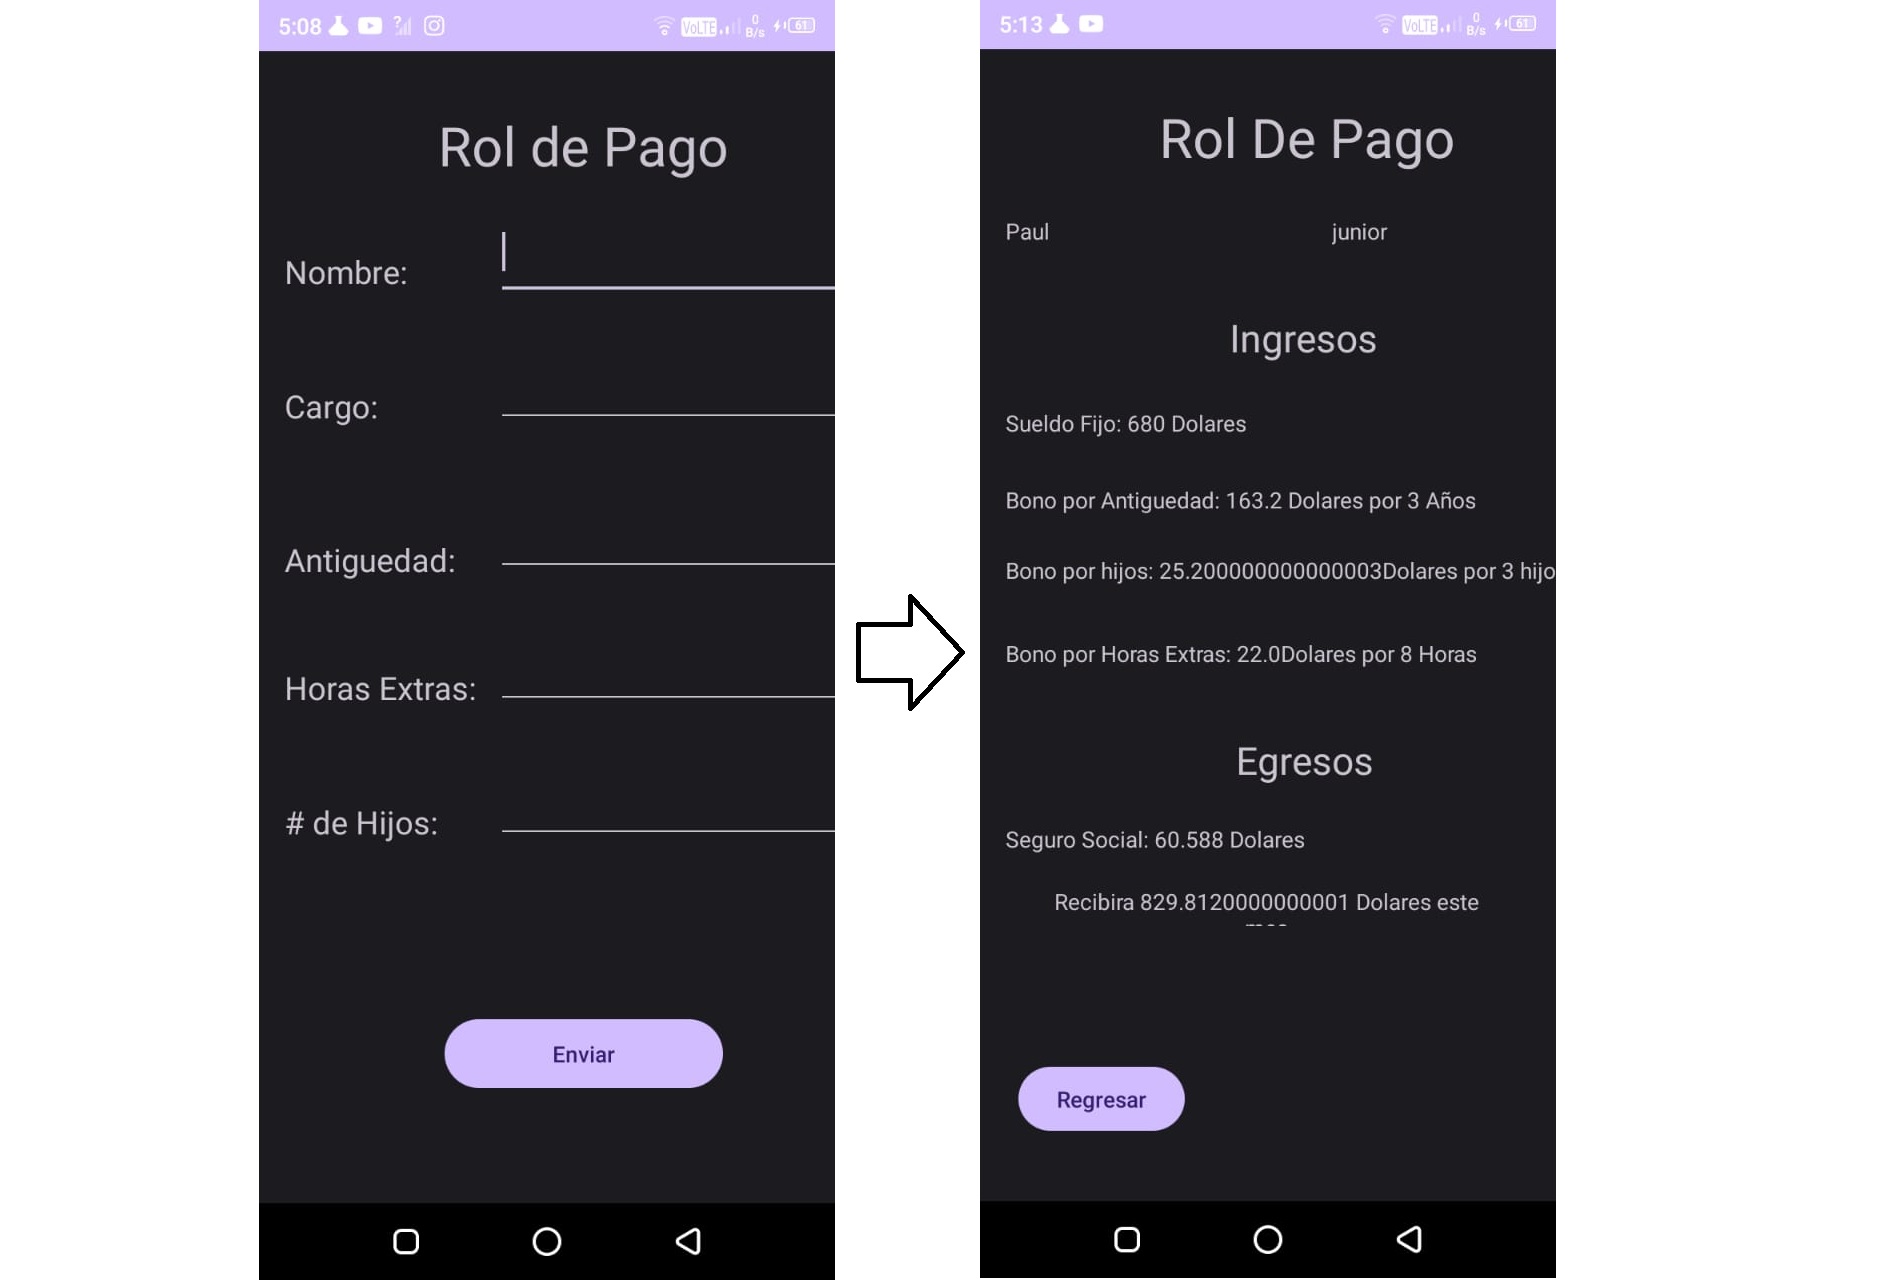 5:08
VoLTE
0
B/s
61
Rol de Pago
Nombre:
Cargo:
Antiguedad:
Horas Extras:
# de Hijos:
Enviar
5:13
VoLTE
0
B/s
61
Rol De Pago
Paul junior
Ingresos
Sueldo Fijo: 680 Dolares
Bono por Antiguedad: 163.2 Dolares por 3 Años
Bono por hijos: 25.200000000000003Dolares por 3 hijo
Bono por Horas Extras: 22.0Dolares por 8 Horas
Egresos
Seguro Social: 60.588 Dolares
Recibira 829.8120000000001 Dolares este
Regresar